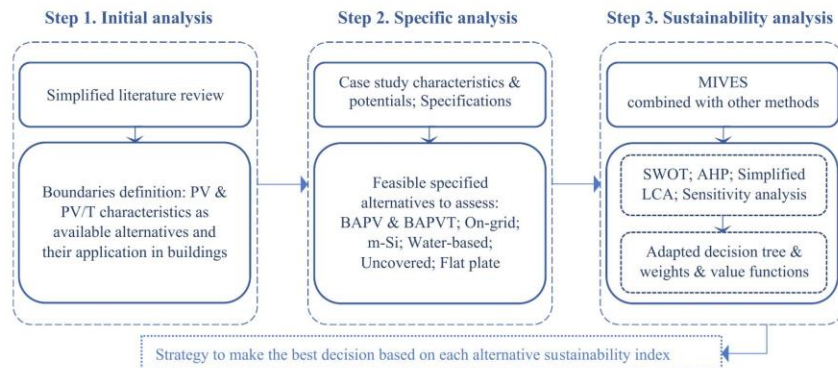 Step 1. Initial analysis
Simplified literature review
Boundaries definition: PV &
PV/T characteristics as
available alternatives and
their application in buildings
Step 2. Specific analysis
Case study characteristics &
potentials; Specifications
Feasible specified
alternatives to assess:
BAPV & BAPVT; On-grid;
m-Si; Water-based;
Uncovered; Flat plate
Step 3. Sustainability analysis
MIVES
combined with other methods
SWOT; AHP; Simplified
LCA; Sensitivity analysis
Adapted decision tree &
weights & value functions
Strategy to make the best decision based on each alternative sustainability index